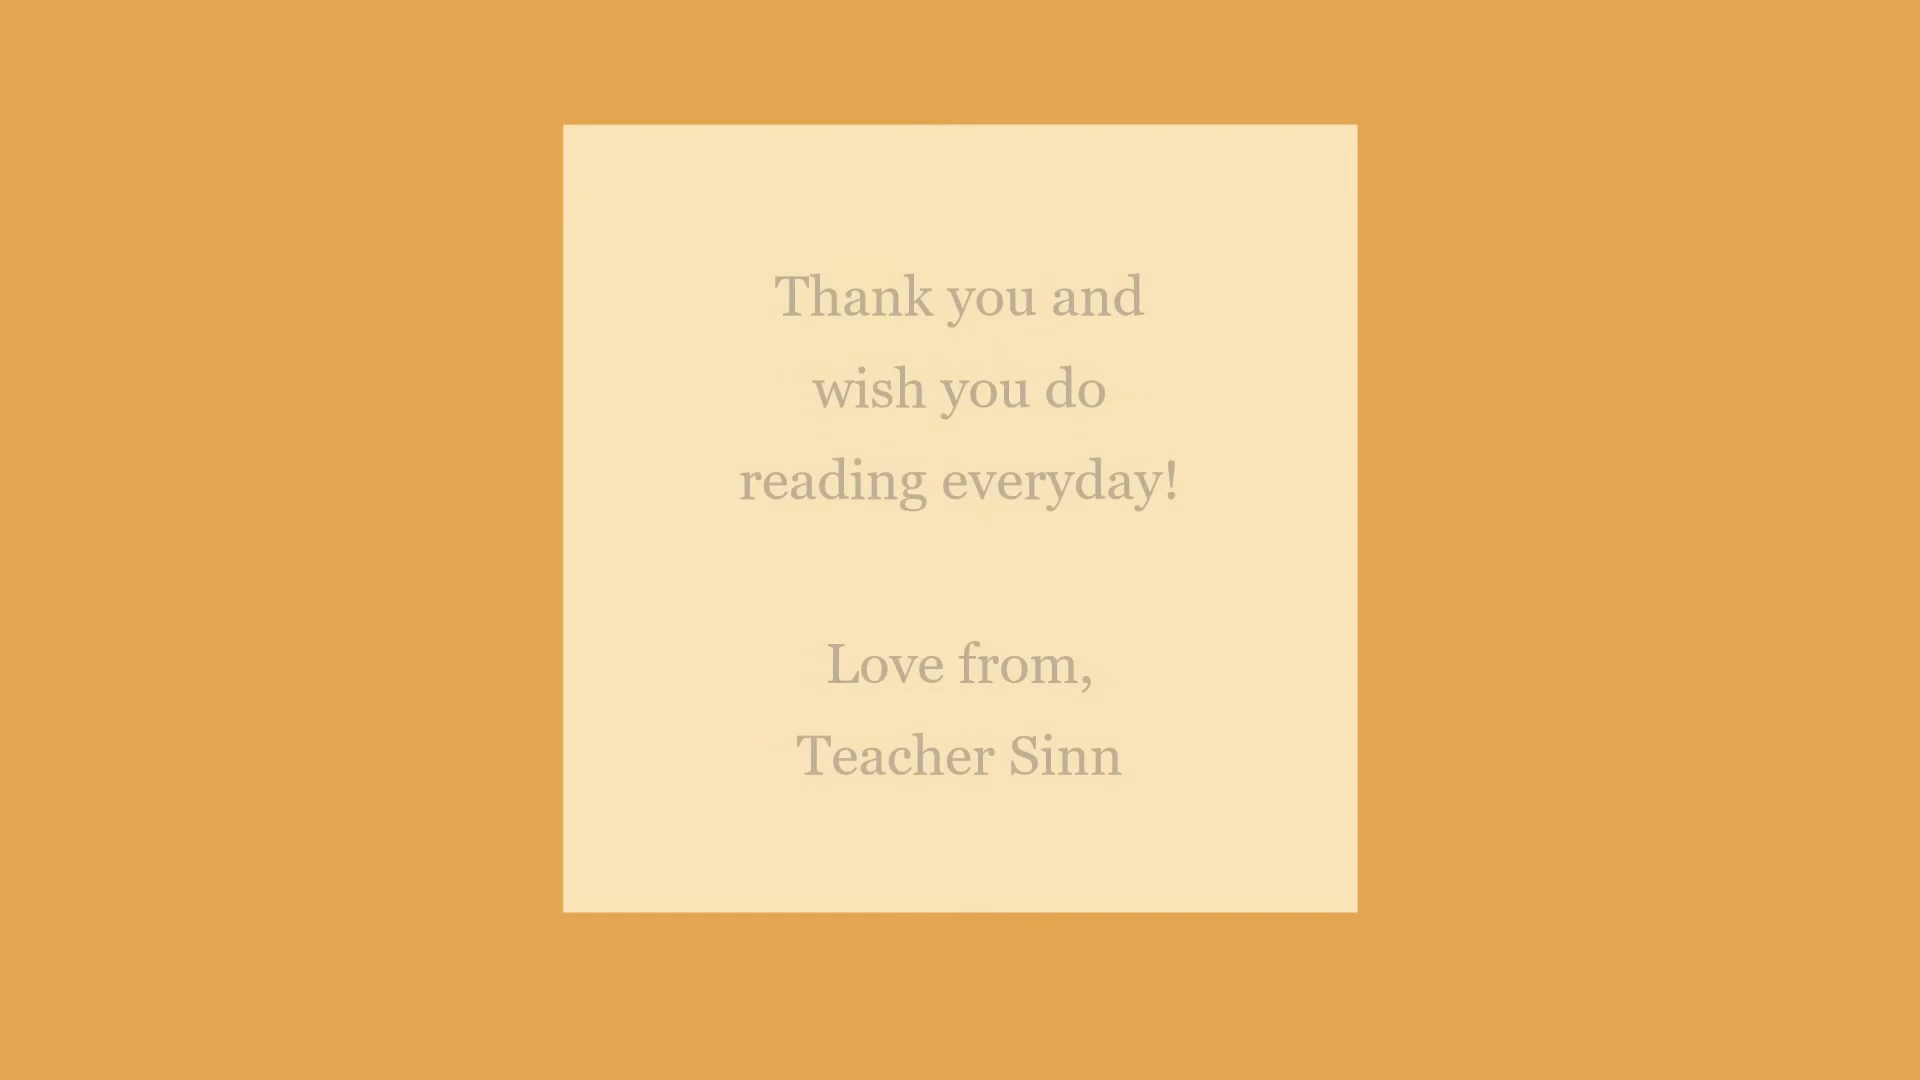 Thank you and
wish you do
reading everyday!
Love from,
Teacher Sinn